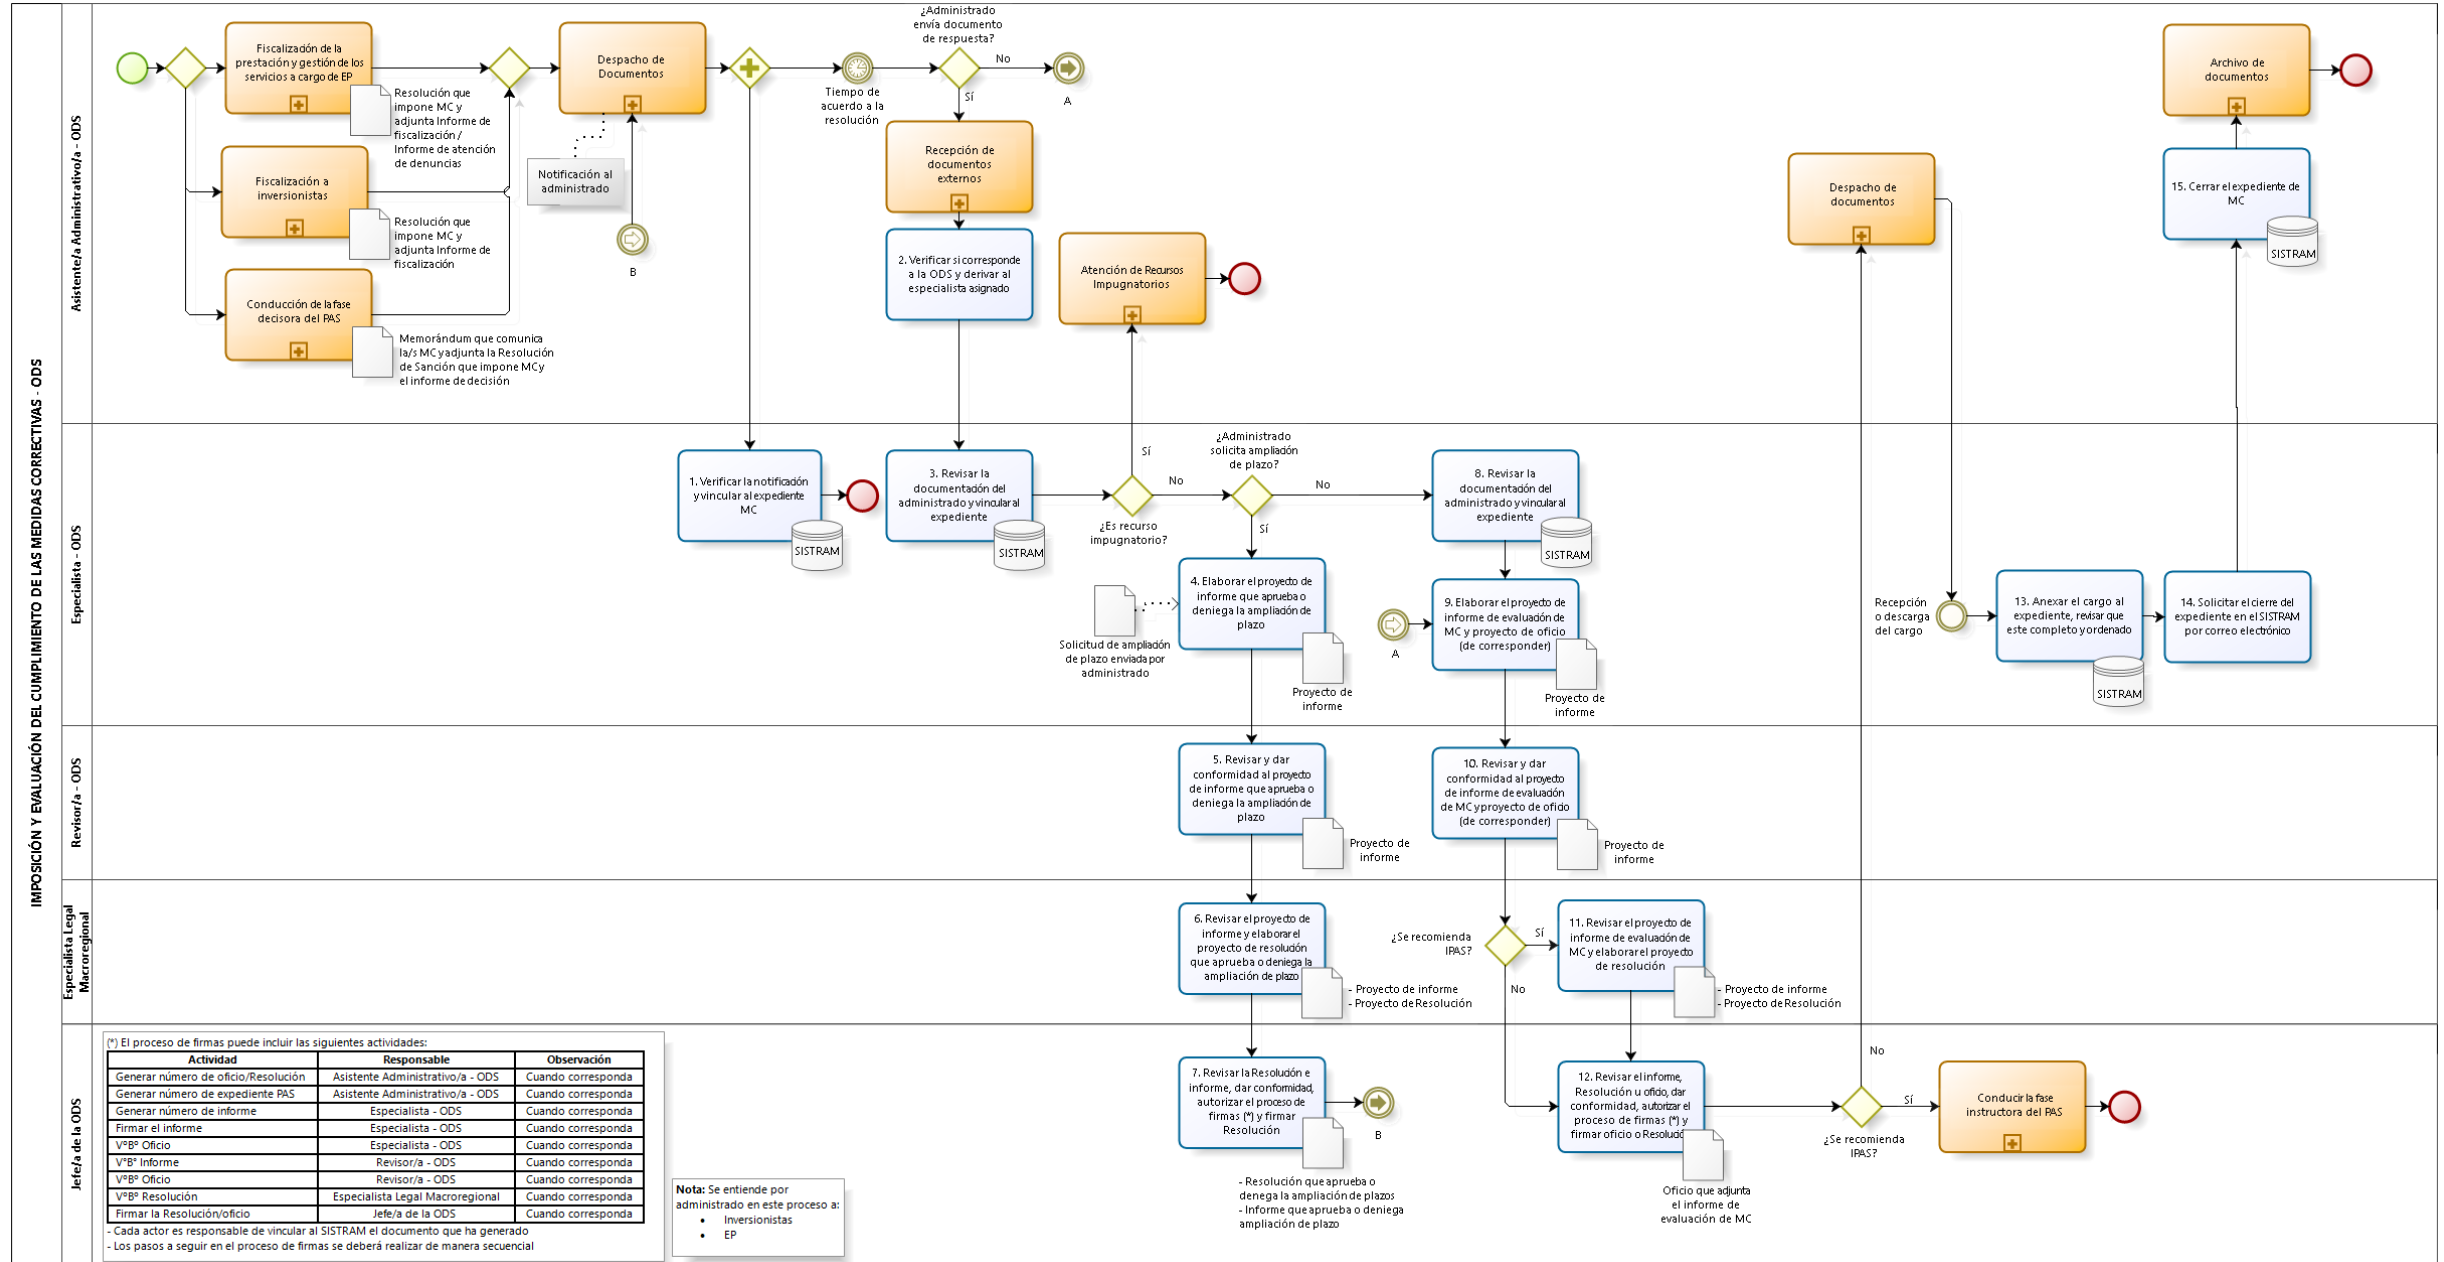 IMPOSICIÓN Y EVALUACIÓN DEL CUMPLIMIENTO DE LAS MEDIDAS CORRECTIVAS - ODS
Asistente/a Administrativo/a - ODS
Fiscalización de la
prestación y gestión de los
servicios a cargo de EP
Resolución que
impone MC y
adjunta Informe de
fiscalización /
Informe de atención
de denuncias
Fiscalización a
inversionistas
Resolución que
impone MC y
adjunta Informe de
fiscalización
Conducción de la fase
decisora del PAS
Memorándum que comunica
la/s MC y adjunta la Resolución
de Sanción que impone MC y
el informe de decisión
Despacho de
Documentos
Notificación al
administrado
B
Tiempo de
acuerdo a la
resolución
¿Administrado
envía documento
de respuesta?
No
A
Sí
Recepción de
documentos
externos
2. Verificar si corresponde
a la ODS y derivar al
especialista asignado
Atención de Recursos
Impugnatorios
Despacho de
documentos
Archivo de
documentos
15. Cerrar el expediente de
MC
SISTRAM
Especialista - ODS
1. Verificar la notificación
y vincular al expediente
MC
SISTRAM
3. Revisar la
documentación del
administrado y vincular al
expediente
SISTRAM
Sí
¿Es recurso
impugnatorio?
No
¿Administrado
solicita ampliación
de plazo?
No
Sí
4. Elaborar el proyecto de
informe que aprueba o
deniega la ampliación de
plazo
Solicitud de ampliación
de plazo enviada por
administrado
Proyecto de
informe
8. Revisar la
documentación del
administrado y vincular al
expediente
SISTRAM
A
9. Elaborar el proyecto de
informe de evaluación de
MC y proyecto de oficio
(de corresponder)
Proyecto de
informe
Recepción
o descarga
del cargo
13. Anexar el cargo al
expediente, revisar que
este completo y ordenado
SISTRAM
14. Solicitar el cierre del
expediente en el SISTRAM
por correo electrónico
Revisor/a - ODS
5. Revisar y dar
conformidad al proyecto
de informe que aprueba o
deniega la ampliación de
plazo
Proyecto de
informe
10. Revisar y dar
conformidad al proyecto
de informe de evaluación
de MC y proyecto de oficio
(de corresponder)
Proyecto de
informe
Especialista Legal
Macroregional
6. Revisar el proyecto de
informe y elaborar el
proyecto de resolución
que aprueba o deniega la
ampliación de plazo
- Proyecto de informe
- Proyecto de Resolución
¿Se recomienda
IPAS?
Sí
No
11. Revisar el proyecto de
informe de evaluación de
MC y elaborar el proyecto
de resolución
- Proyecto de informe
- Proyecto de Resolución
Jefe/a de la ODS
(*) El proceso de firmas puede incluir las siguientes actividades:
Actividad Responsable Observación
Generar número de oficio/Resolución Asistente Administrativo/a - ODS Cuando corresponda
Generar número de expediente PAS Asistente Administrativo/a - ODS Cuando corresponda
Generar número de informe Especialista - ODS Cuando corresponda
Firmar el informe Especialista - ODS Cuando corresponda
V°B° Oficio Especialista - ODS Cuando corresponda
V°B° Informe Revisor/a - ODS Cuando corresponda
V°B° Oficio Revisor/a - ODS Cuando corresponda
V°B° Resolución Especialista Legal Macroregional Cuando corresponda
Firmar la Resolución/oficio Jefe/a de la ODS Cuando corresponda
- Cada actor es responsable de vincular al SISTRAM el documento que ha generado
- Los pasos a seguir en el proceso de firmas se deberá realizar de manera secuencial
Nota: Se entiende por
administrado en este proceso a:
• Inversionistas
• EP
7. Revisar la Resolución e
informe, dar conformidad,
autorizar el proceso de
firmas (*) y firmar
Resolución
B
- Resolución que aprueba o
denega la ampliación de plazos
- Informe que aprueba o deniega
ampliación de plazo
12. Revisar el informe,
Resolución u oficio, dar
conformidad, autorizar el
proceso de firmas (*) y
firmar oficio o Resolución
Oficio que adjunta
el informe de
evaluación de MC
No
¿Se recomienda
IPAS?
Sí
Conducir la fase
instructora del PAS